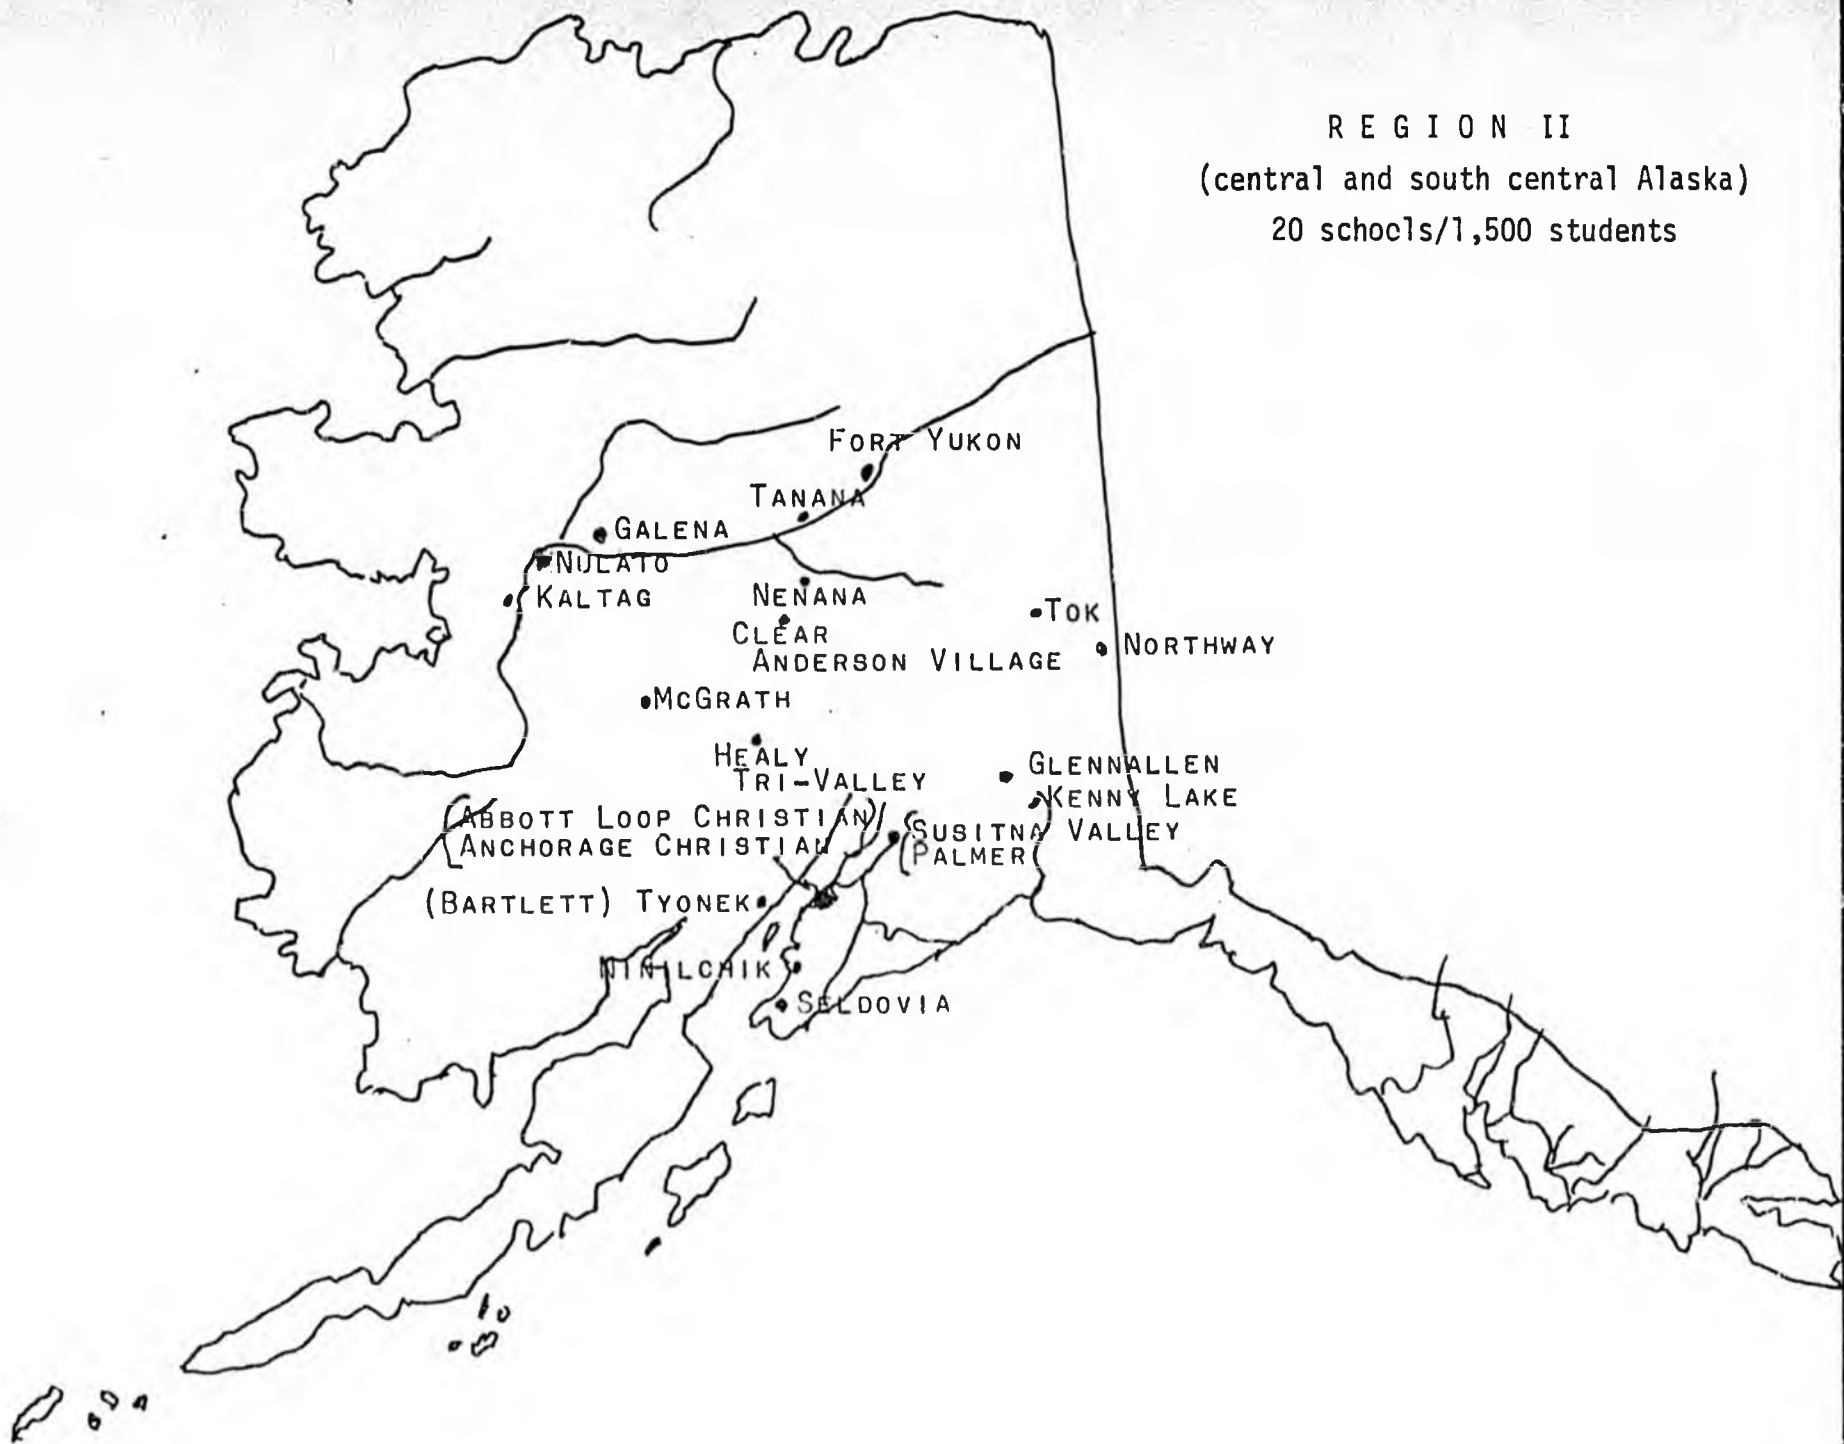 REGION II
(central and south central Alaska)
20 schools/1,500 students
FORT YUKON
TANANA
GALENA
NULATO
KALTAG
NENANA
TOK
CLEAR
NORTHWAY
ANDERSON VILLAGE
MCGRATH
HEALY
TRI-VALLEY
GLENNALLEN
KENNY LAKE
(ABBOTT LOOP CHRISTIAN)
ANCHORAGE CHRISTIAN
(SUSITNA VALLEY
(PALMER
(BARTLETT) TYONEK
NINILCHIK
SELDOVIA